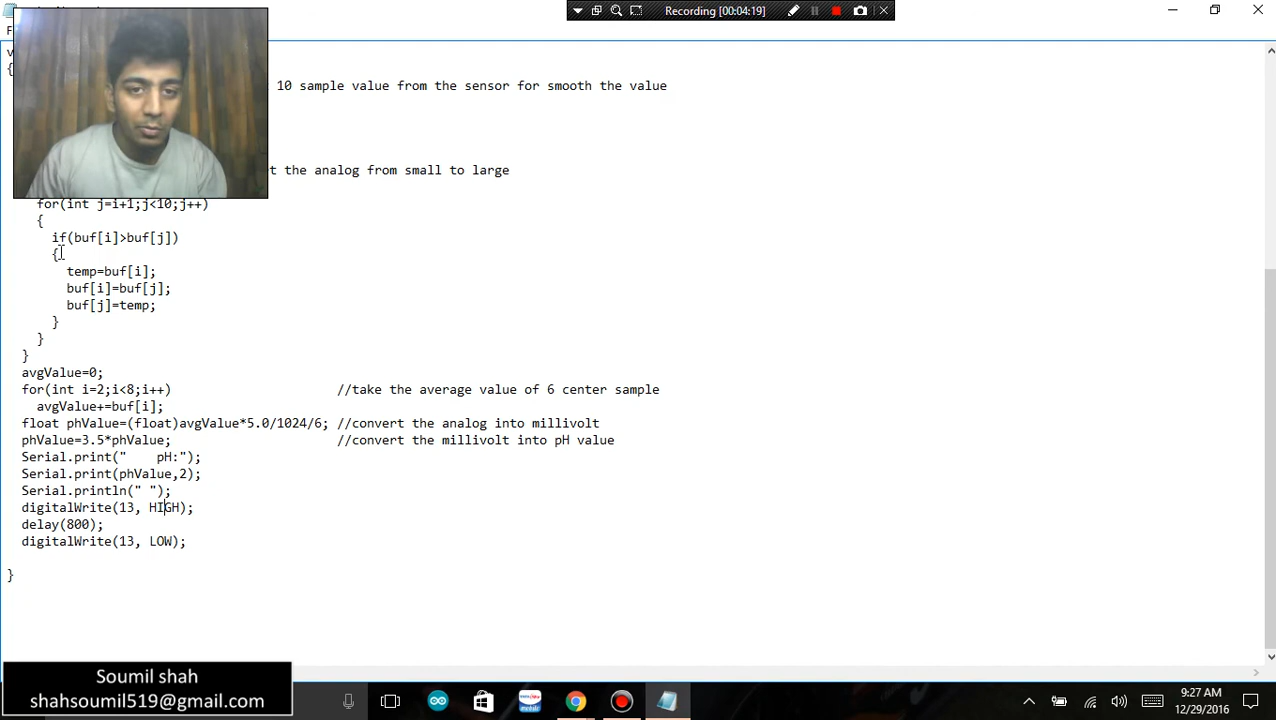 Recording [00:04:19]
{
10 sample value from the sensor for smooth the value
t the analog from small to large
for(int j=i+1;j<10;j++)
{
if(buf[i]>buf[j])
{
temp=buf[i];
buf[i]=buf[j];
buf[j]=temp;
}
}
}
avgValue=0;
for(int i=2;i<8;i++) //take the average value of 6 center sample
avgValue+=buf[i];
float phValue=(float)avgValue*5.0/1024/6; //convert the analog into millivolt
phValue=3.5*phValue; //convert the millivolt into pH value
Serial.print("    pH:");
Serial.print(phValue,2);
Serial.println(" ");
digitalWrite(13, HIGH);
delay(800);
digitalWrite(13, LOW);
}
Soumil shah
shahsoumil519@gmail.com
9:27 AM
12/29/2016